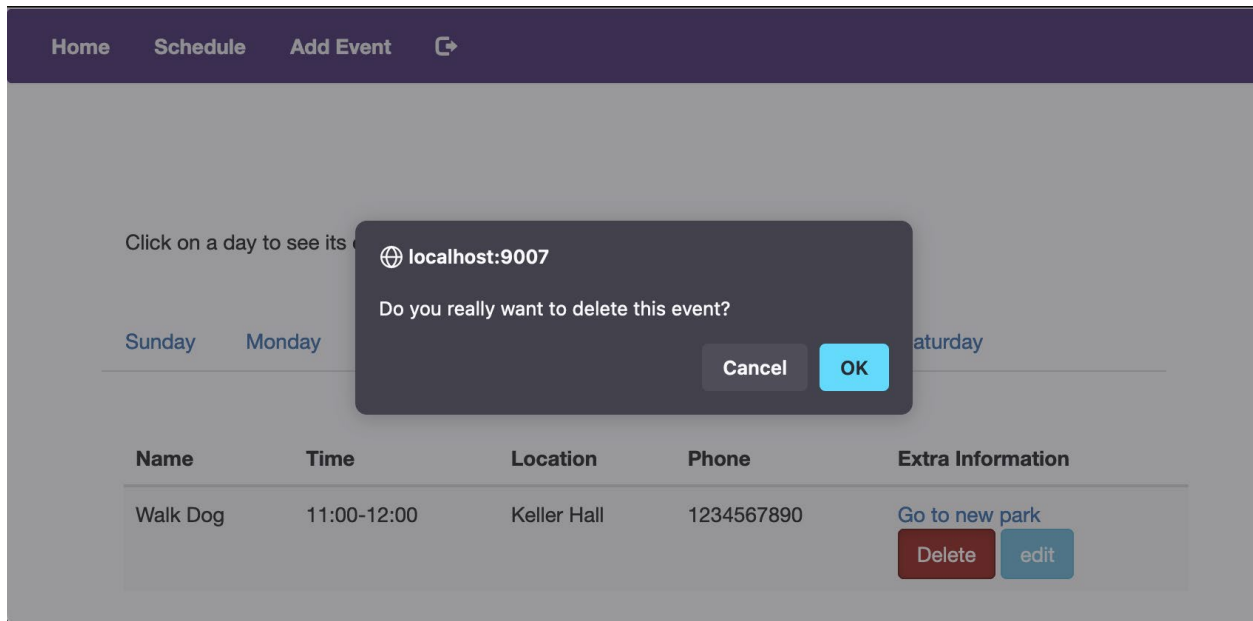 Home Schedule Add Event
Click on a day to see its
localhost:9007
Do you really want to delete this event?
Cancel OK
Sunday Monday aturday
Name Time Location Phone Extra Information
Walk Dog 11:00-12:00 Keller Hall 1234567890 Go to new park
Delete edit